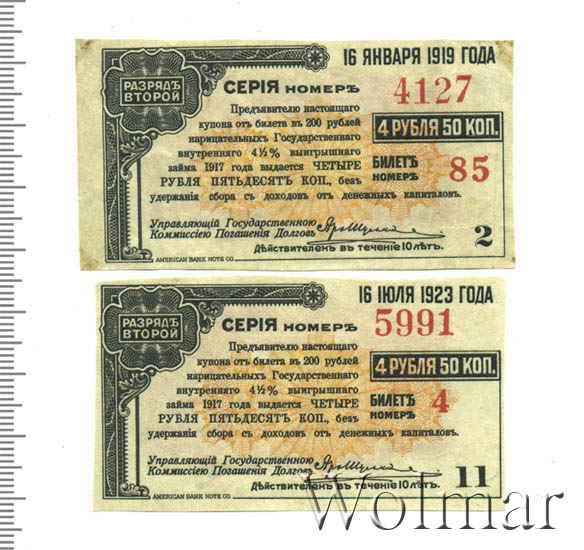 16 ЯНВАРЯ 1919 ГОДА
РАЗРЯДЪ
ВТОРОЙ
СЕРІЯ НОМЕРЪ
4127
Предъявителю настоящаго
купона отъ билета въ 200 рублей
нарицательныхъ Государственнаго
внутренняго 4½% выигрышнаго
займа 1917 года выдается ЧЕТЫРЕ
РУБЛЯ ПЯТЬДЕСЯТЪ КОП., безъ
удержанія сбора съ доходовъ отъ денежныхъ капиталовъ.
4 РУБЛЯ 50 КОП.
БИЛЕТЪ
НОМЕРЪ
85
Управляющій Государственною
Коммиссіею Погашенія Долговъ
Дѣйствителенъ въ теченіе 10 лѣтъ.
2
AMERICAN BANK NOTE CO.
16 ІЮЛЯ 1923 ГОДА
РАЗРЯДЪ
ВТОРОЙ
СЕРІЯ НОМЕРЪ
5991
Предъявителю настоящаго
купона отъ билета въ 200 рублей
нарицательныхъ Государственнаго
внутренняго 4½% выигрышнаго
займа 1917 года выдается ЧЕТЫРЕ
РУБЛЯ ПЯТЬДЕСЯТЪ КОП., безъ
удержанія сбора съ доходовъ отъ денежныхъ капиталовъ.
4 РУБЛЯ 50 КОП.
БИЛЕТЪ
НОМЕРЪ
4
Управляющій Государственною
Коммиссіею Погашенія Долговъ
Дѣйствителенъ въ теченіе 10 лѣтъ.
11
AMERICAN BANK NOTE CO.
Wolmar